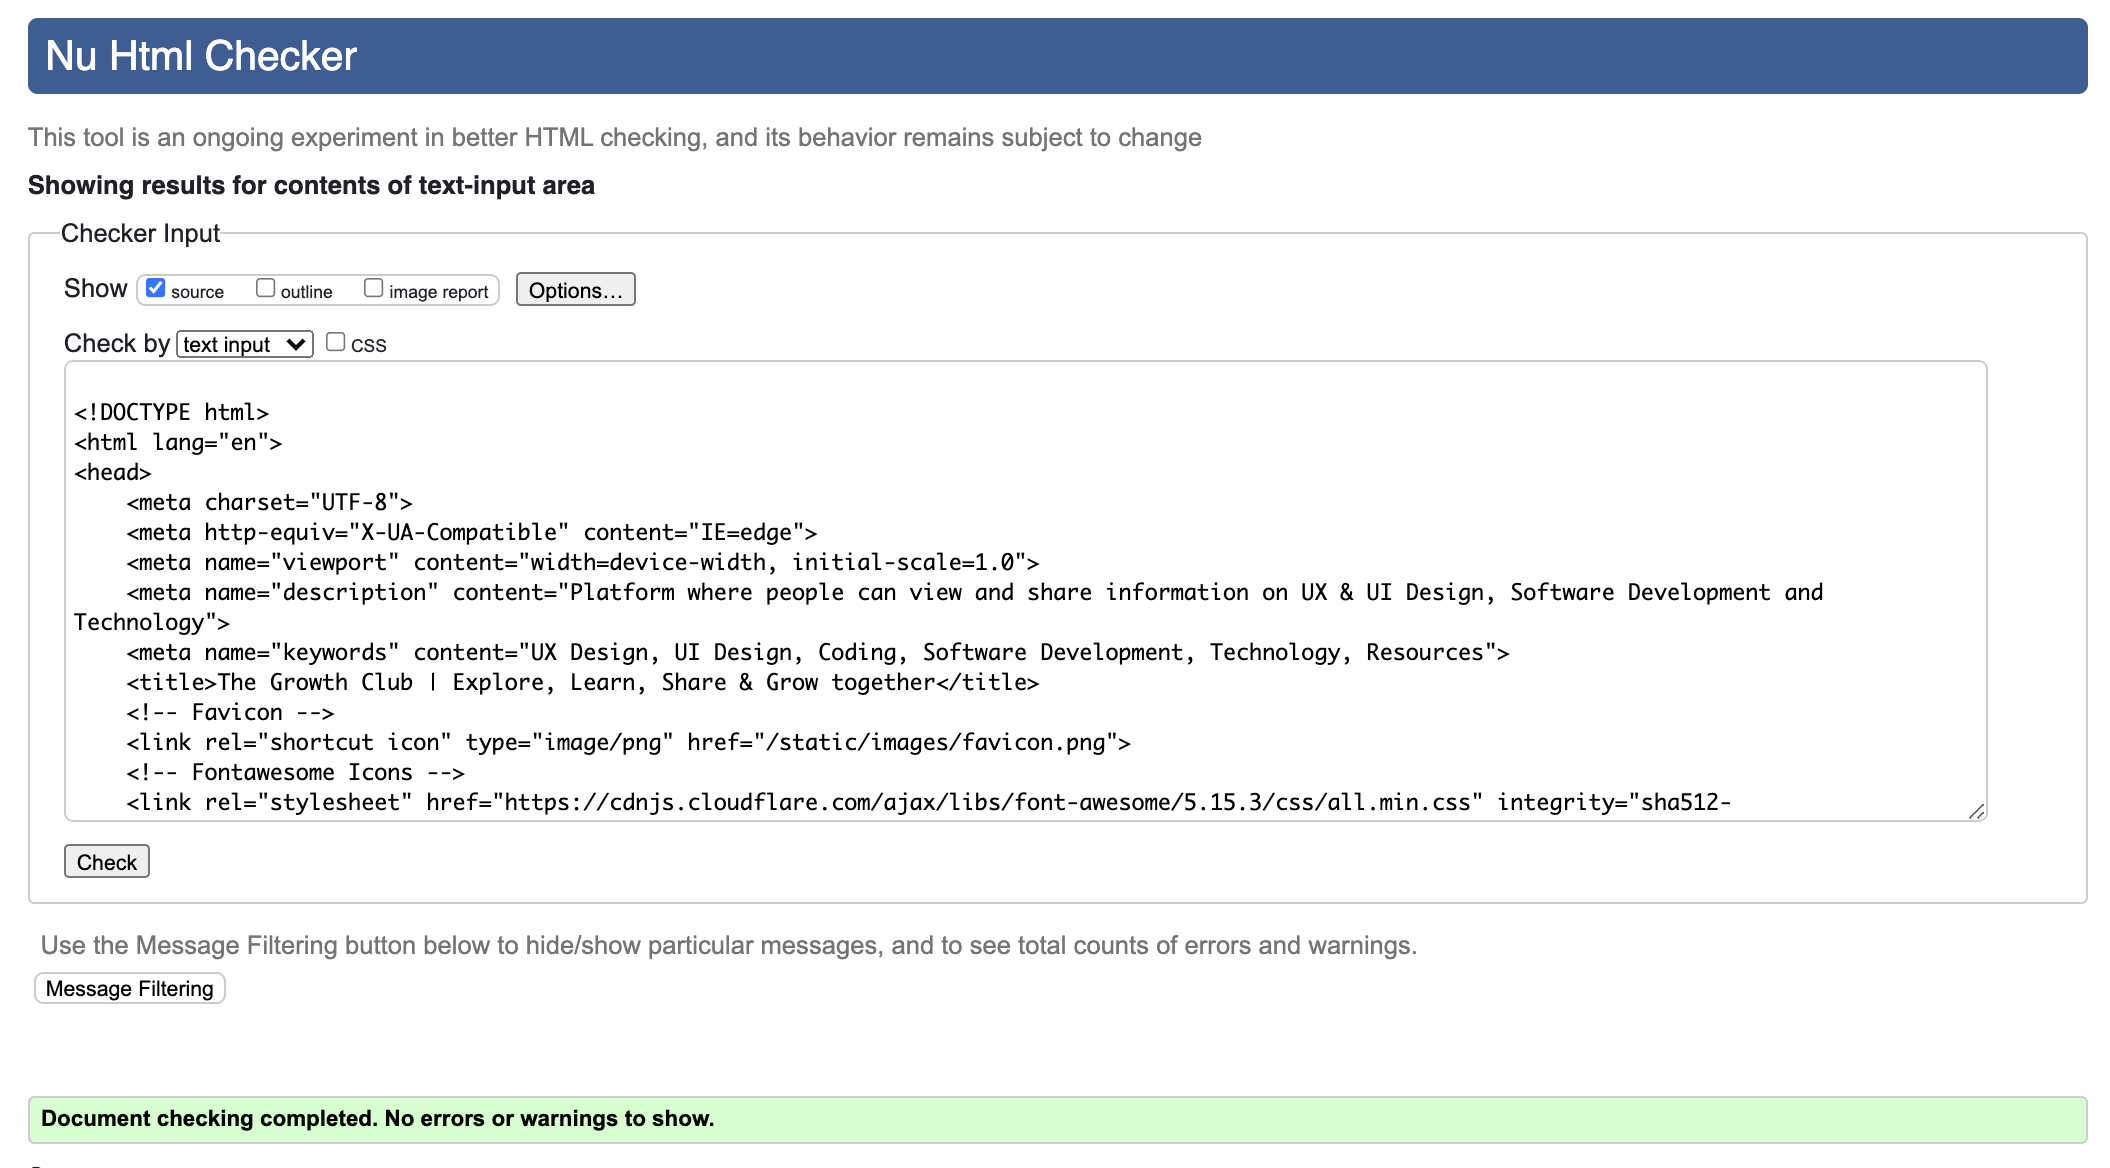 Nu Html Checker
This tool is an ongoing experiment in better HTML checking, and its behavior remains subject to change
Showing results for contents of text-input area
Checker Input
Show source outline image report Options...
Check by text input css
<!DOCTYPE html>
<html lang="en">
<head>
    <meta charset="UTF-8">
    <meta http-equiv="X-UA-Compatible" content="IE=edge">
    <meta name="viewport" content="width=device-width, initial-scale=1.0">
    <meta name="description" content="Platform where people can view and share information on UX & UI Design, Software Development and
Technology">
    <meta name="keywords" content="UX Design, UI Design, Coding, Software Development, Technology, Resources">
    <title>The Growth Club | Explore, Learn, Share & Grow together</title>
    <!-- Favicon -->
    <link rel="shortcut icon" type="image/png" href="/static/images/favicon.png">
    <!-- Fontawesome Icons -->
    <link rel="stylesheet" href="https://cdnjs.cloudflare.com/ajax/libs/font-awesome/5.15.3/css/all.min.css" integrity="sha512-
Check
Use the Message Filtering button below to hide/show particular messages, and to see total counts of errors and warnings.
Message Filtering
Document checking completed. No errors or warnings to show.